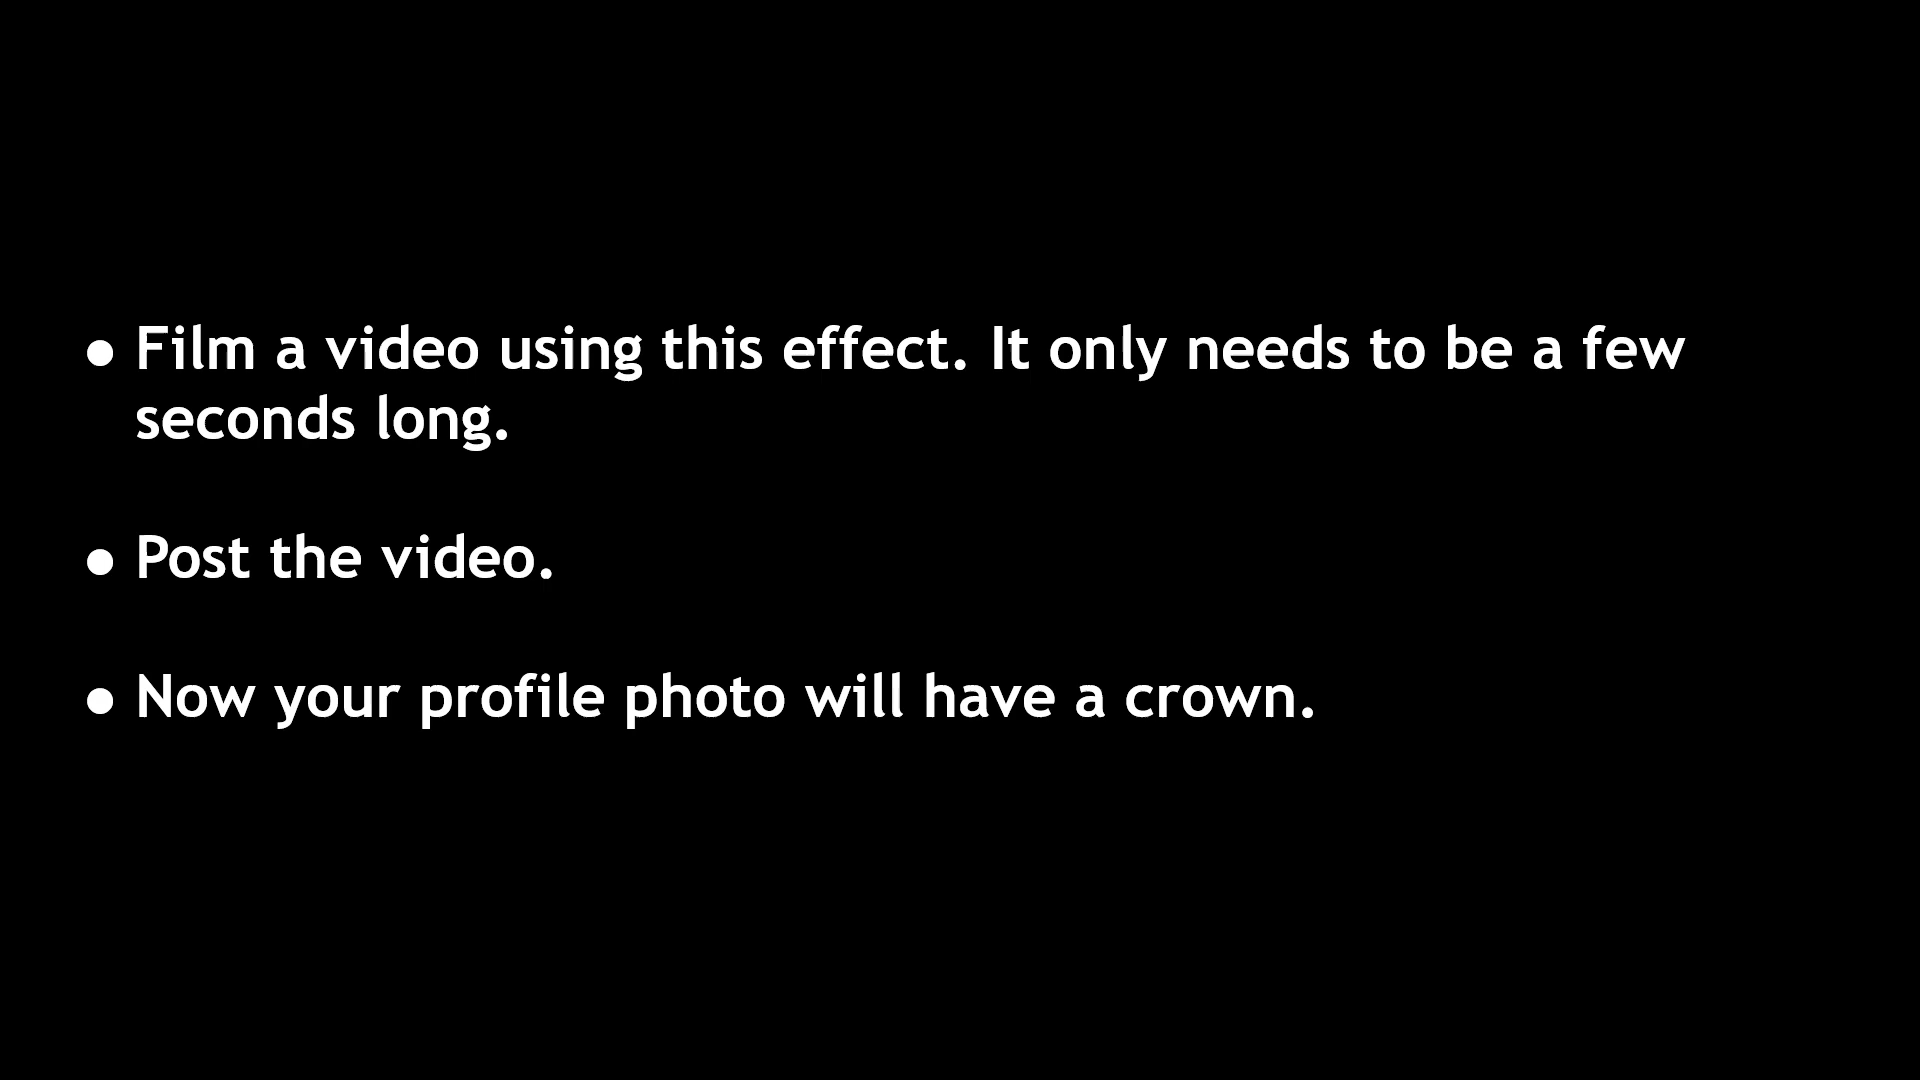 ● Film a video using this effect. It only needs to be a few
seconds long.
● Post the video.
● Now your profile photo will have a crown.